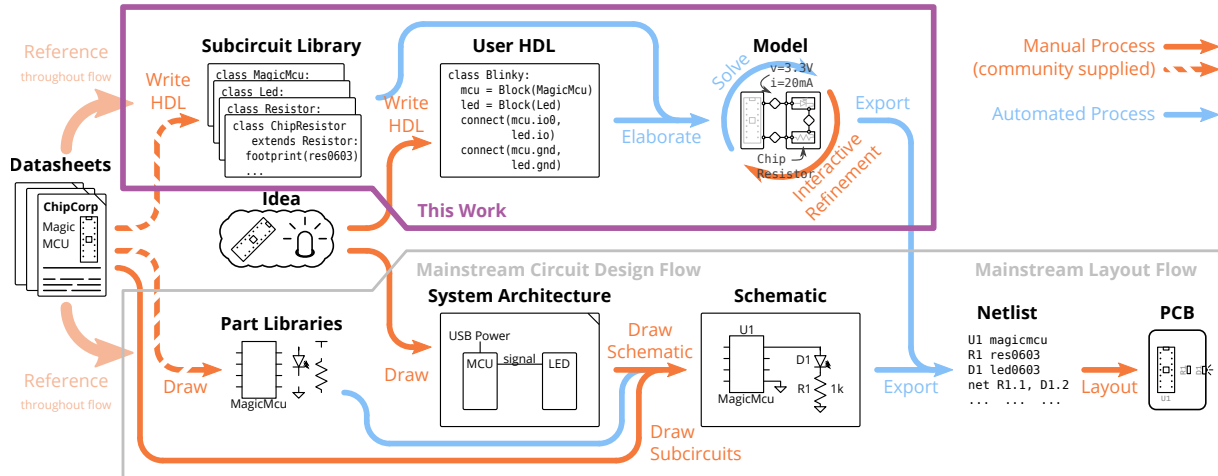 Reference
throughout flow
Write
HDL
Subcircuit Library
class MagicMcu:
class Led:
class Resistor:
class ChipResistor
extends Resistor:
footprint(res0603)
...
Write
HDL
User HDL
class Blinky:
mcu = Block(MagicMcu)
led = Block(Led)
connect(mcu.io0,
led.io)
connect(mcu.gnd,
led.gnd)
Elaborate
Model
Solve
v=3.3V
i=20mA
Chip
Resistor
Interactive
Refinement
Export
Manual Process
(community supplied)
Automated Process
Datasheets
ChipCorp
Magic
MCU
Idea
This Work
Mainstream Circuit Design Flow
Mainstream Layout Flow
Reference
throughout flow
Draw
Part Libraries
MagicMcu
Draw
System Architecture
USB Power
MCU
signal
LED
Draw
Schematic
Draw
Subcircuits
Schematic
U1
D1
R1
1k
MagicMcu
Export
Netlist
U1 magicmcu
R1 res0603
D1 led0603
net R1.1, D1.2
... ... ...
Layout
PCB
U1
R1
D1